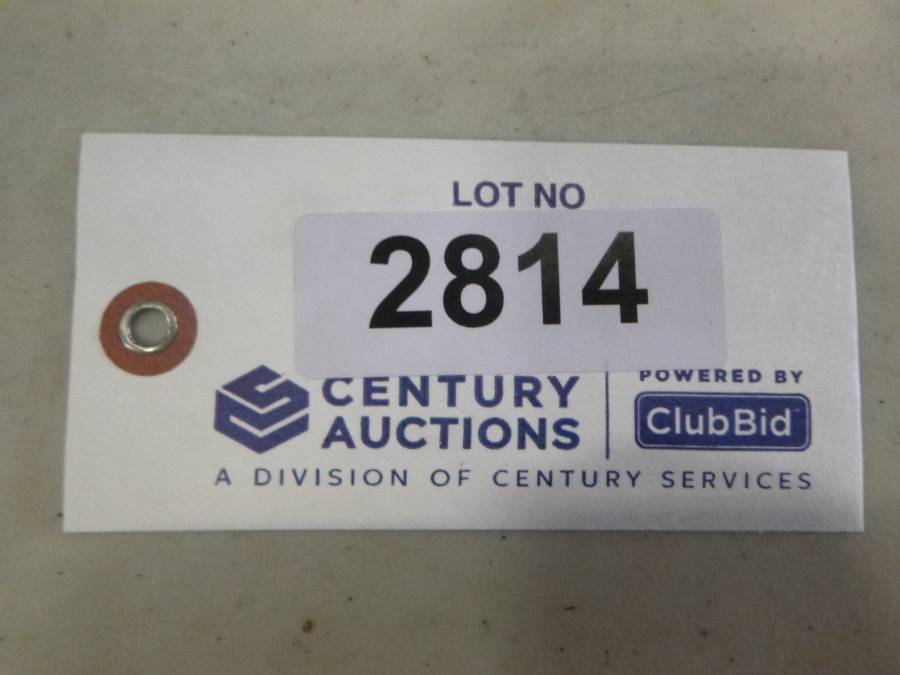 LOT NO
2814
CENTURY
AUCTIONS
POWERED BY
ClubBid
A DIVISION OF CENTURY SERVICES